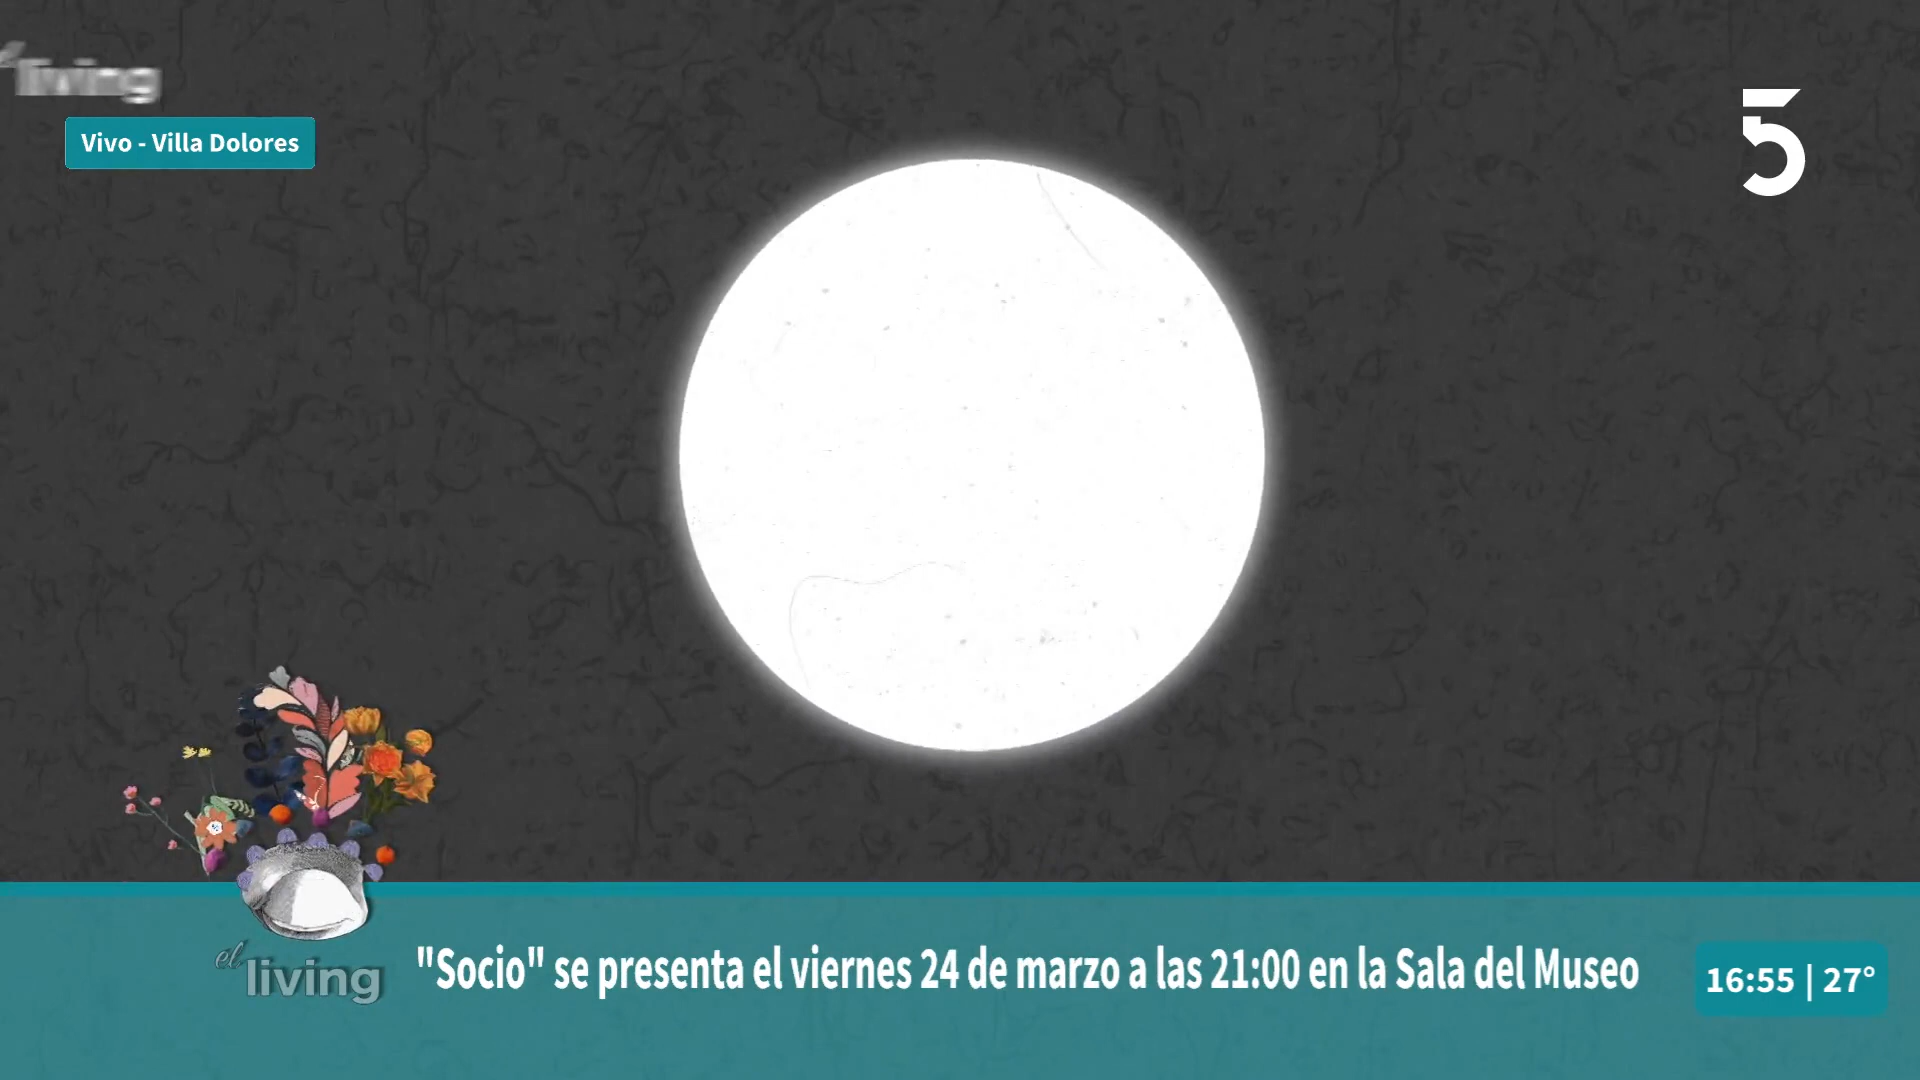 el living
Vivo - Villa Dolores
5
el living
"Socio" se presenta el viernes 24 de marzo a las 21:00 en la Sala del Museo
16:55 | 27°